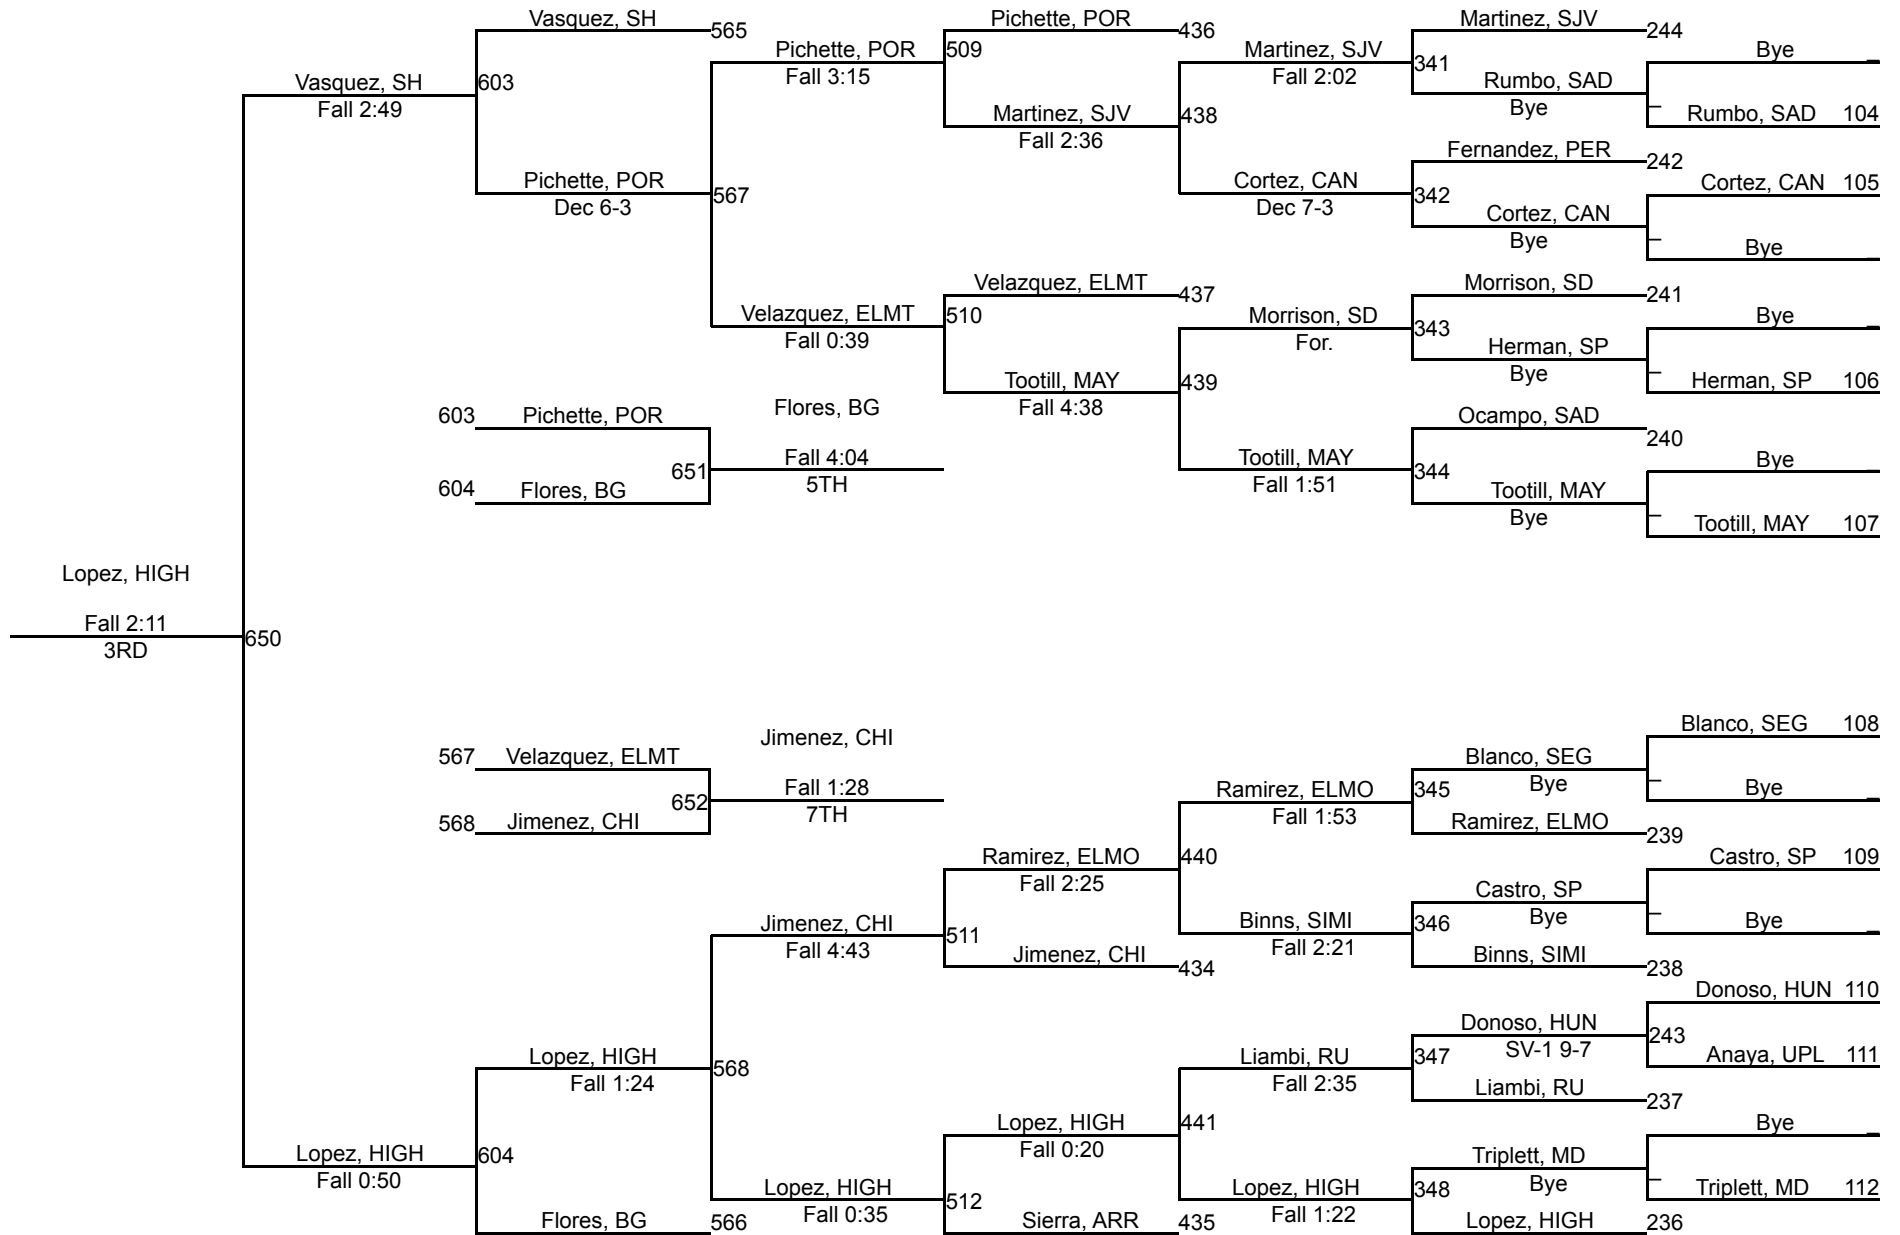 Vasquez, SH
565
Pichette, POR
436
Martinez, SJV
244
Bye
Pichette, POR
Fall 3:15
509
Martinez, SJV
Fall 2:02
341
Rumbo, SAD
Bye
Rumbo, SAD 104
Vasquez, SH
Fall 2:49
603
Martinez, SJV
Fall 2:36
438
Fernandez, PER
242
Cortez, CAN 105
Pichette, POR
Dec 6-3
567
Cortez, CAN
Dec 7-3
342
Cortez, CAN
Bye
Bye
Velazquez, ELMT
437
Morrison, SD
241
Bye
Velazquez, ELMT
Fall 0:39
510
Morrison, SD
For.
343
Herman, SP
Bye
Herman, SP 106
Tootill, MAY
Fall 4:38
439
Ocampo, SAD
240
Bye
603
Pichette, POR
Flores, BG
651
Fall 4:04
5TH
604
Flores, BG
Tootill, MAY
Fall 1:51
344
Tootill, MAY
Bye
Tootill, MAY 107
Lopez, HIGH
Fall 2:11
3RD
650
Blanco, SEG 108
567
Velazquez, ELMT
Jimenez, CHI
652
Fall 1:28
7TH
568
Jimenez, CHI
Blanco, SEG
Bye
Bye
Ramirez, ELMO
Fall 1:53
345
Ramirez, ELMO
239
Ramirez, ELMO
Fall 2:25
440
Castro, SP 109
Castro, SP
Bye
Bye
Jimenez, CHI
Fall 4:43
511
Binns, SIMI
Fall 2:21
346
Jimenez, CHI
434
Binns, SIMI
238
Donoso, HUN 110
Donoso, HUN
SV-1 9-7
243
Anaya, UPL 111
Lopez, HIGH
Fall 1:24
568
Liambi, RU
Fall 2:35
347
Liambi, RU
237
Lopez, HIGH
Fall 0:20
441
Bye
Lopez, HIGH
Fall 0:50
604
Triplett, MD
Bye
Triplett, MD 112
Lopez, HIGH
Fall 0:35
512
Lopez, HIGH
Fall 1:22
348
Flores, BG
566
Sierra, ARR
435
Lopez, HIGH
236